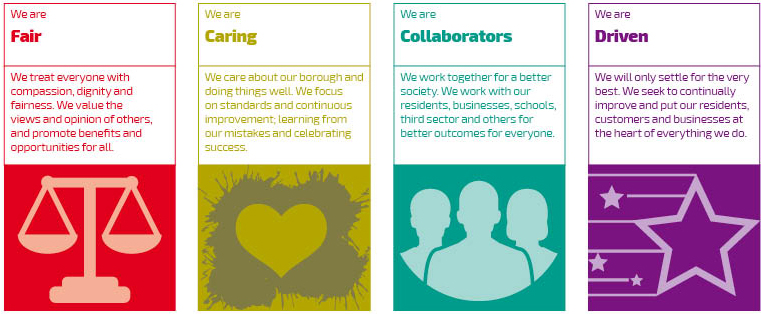 We are
Fair
We treat everyone with
compassion, dignity and
fairness. We value the
views and opinion of others,
and promote benefits and
opportunities for all.
We are
Caring
We care about our borough and
doing things well. We focus
on standards and continuous
improvement; learning from
our mistakes and celebrating
success.
We are
Collaborators
We work together for a better
society. We work with our
residents, businesses, schools,
third sector and others for
better outcomes for everyone.
We are
Driven
We will only settle for the very
best. We seek to continually
improve and put our residents,
customers and businesses at
the heart of everything we do.